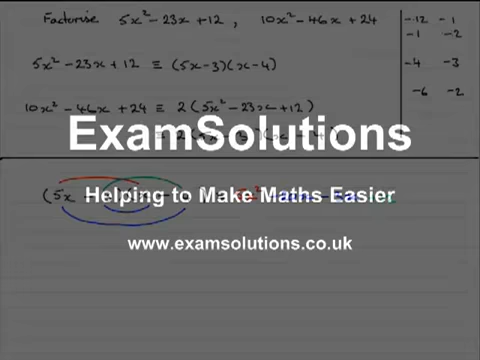 Factorise 5x² - 23x + 12 , 10x² - 46x + 24
-12 -1
-1 -2
5x² - 23x + 12 ≡ (5x - 3)(x - 4)
-4 -3
-6 -2
10x² - 46x + 24 ≡ 2(5x² - 23x + 12)
ExamSolutions
(5x
5x²
Helping to Make Maths Easier
www.examsolutions.co.uk